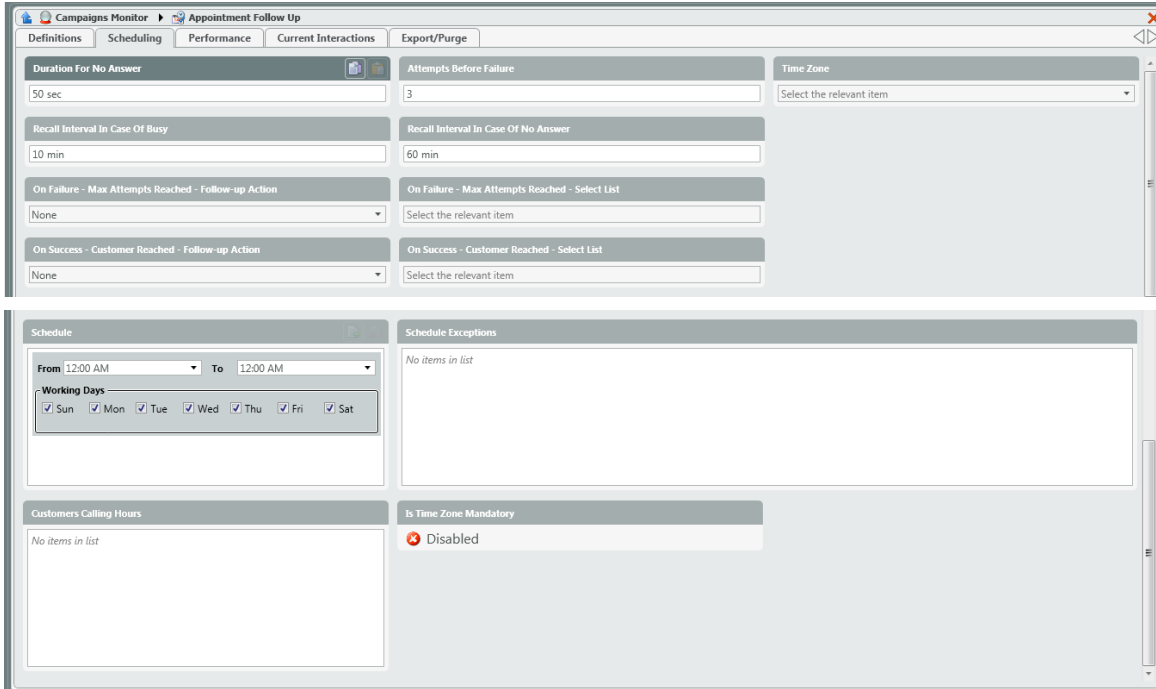 Campaigns Monitor Appointment Follow Up
Definitions Scheduling Performance Current Interactions Export/Purge
Duration For No Answer Attempts Before Failure Time Zone
50 sec 3 Select the relevant item
Recall Interval In Case Of Busy Recall Interval In Case Of No Answer
10 min 60 min
On Failure - Max Attempts Reached - Follow-up Action On Failure - Max Attempts Reached - Select List
None Select the relevant item
On Success - Customer Reached - Follow-up Action On Success - Customer Reached - Select List
None Select the relevant item
Schedule Schedule Exceptions
From 12:00 AM To 12:00 AM No items in list
Working Days
Sun Mon Tue Wed Thu Fri Sat
Customers Calling Hours Is Time Zone Mandatory
No items in list Disabled